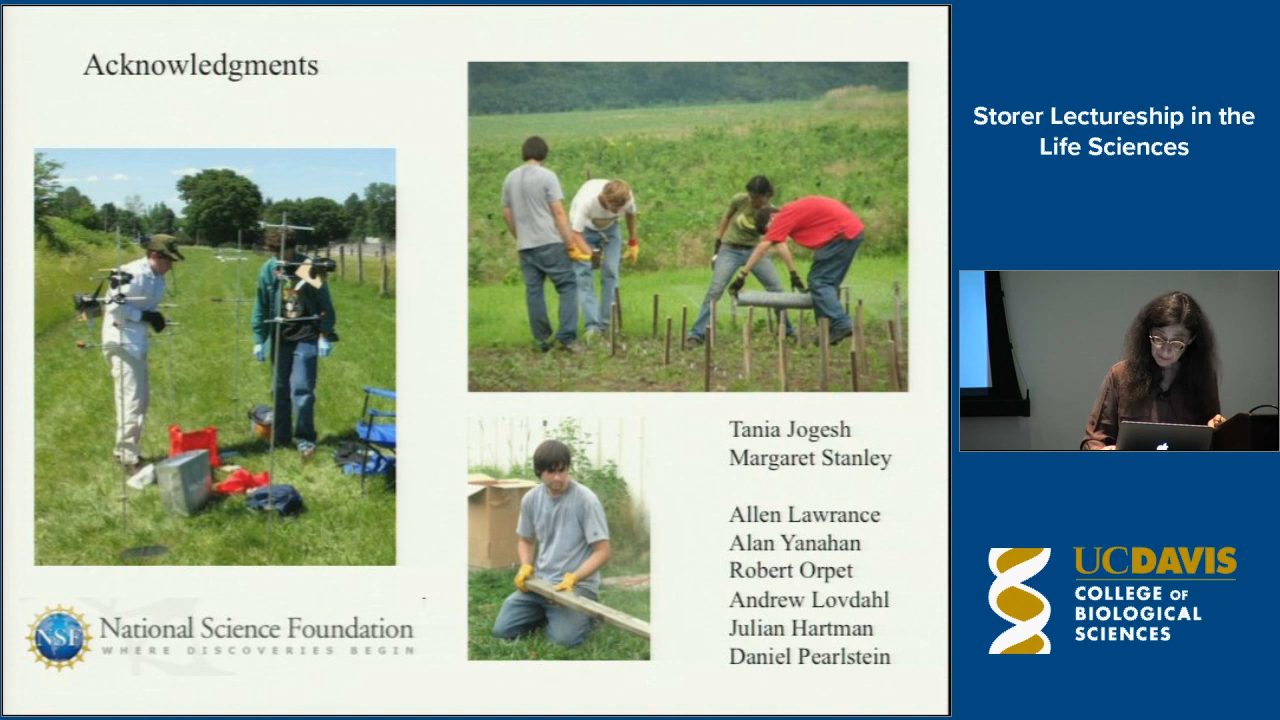 Acknowledgments
Tania Jogesh
Margaret Stanley
Allen Lawrance
Alan Yanahan
Robert Orpet
Andrew Lovdahl
Julian Hartman
Daniel Pearlstein
NSF
National Science Foundation
WHERE DISCOVERIES BEGIN
Storer Lectureship in the
Life Sciences
UCDAVIS
COLLEGE OF
BIOLOGICAL
SCIENCES